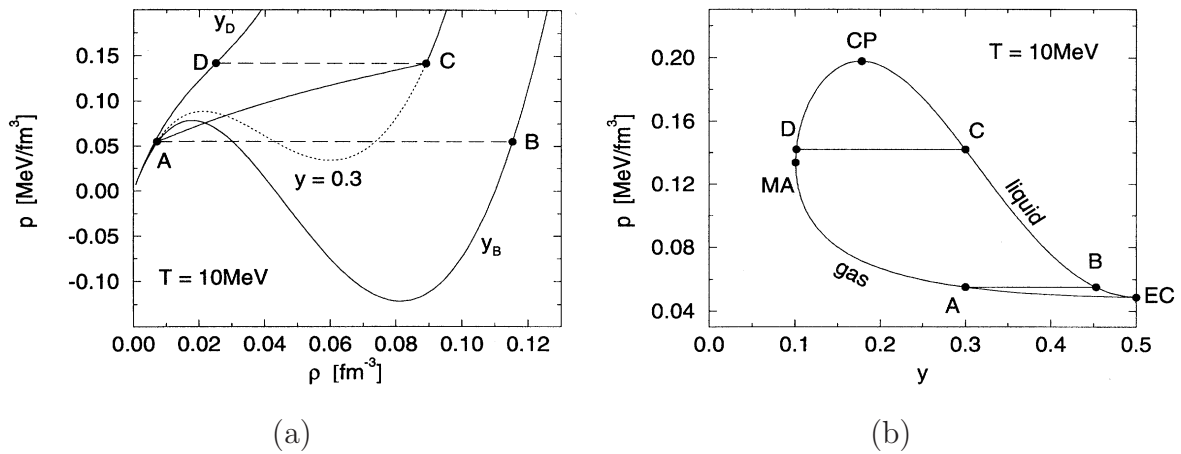 p [MeV/fm³]
0.15
0.10
0.05
0.00
-0.05
-0.10
0.00 0.02 0.04 0.06 0.08 0.10 0.12
ρ [fm⁻³]
y_D
D
C
A
B
y = 0.3
y_B
T = 10MeV
(a)
p [MeV/fm³]
0.20
0.16
0.12
0.08
0.04
0.0 0.1 0.2 0.3 0.4 0.5
y
CP
T = 10MeV
D
C
MA
liquid
gas
A
B
EC
(b)